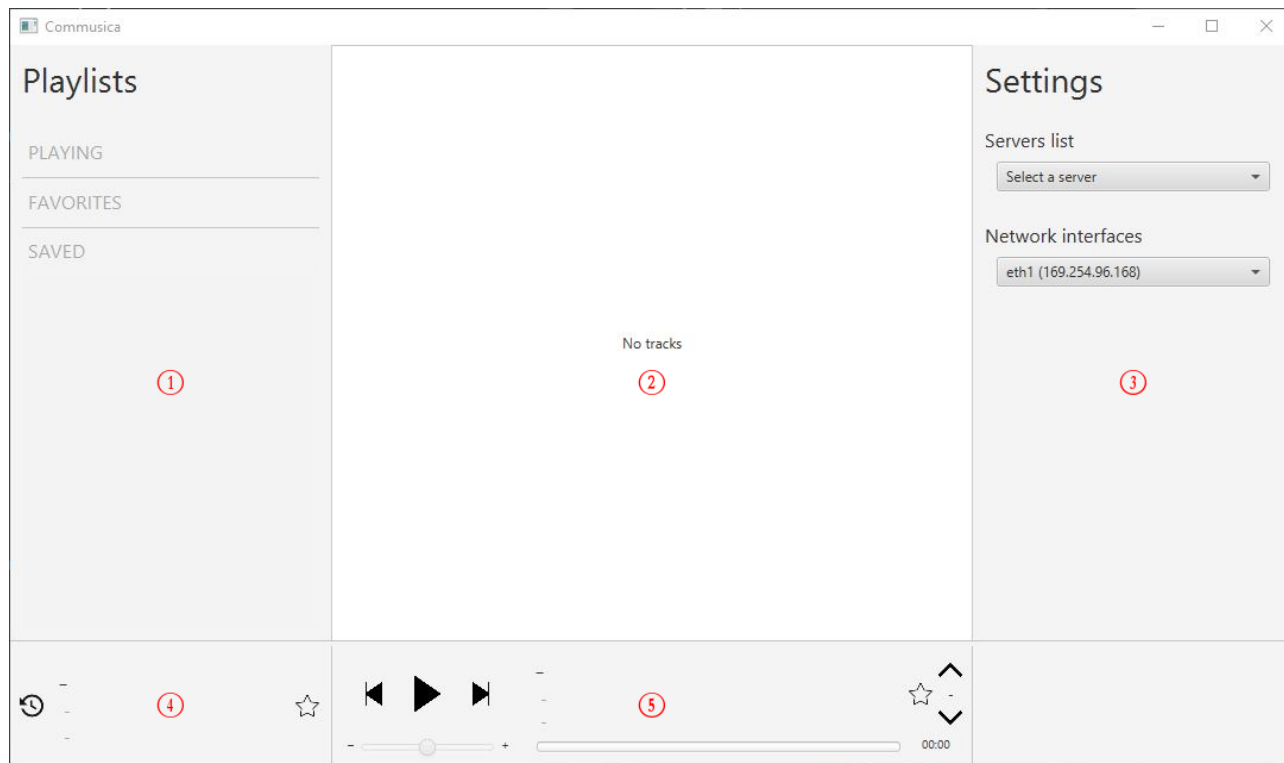 Commusica
Playlists
PLAYING
FAVORITES
SAVED
①
No tracks
②
Settings
Servers list
Select a server
Network interfaces
eth1 (169.254.96.168)
③
–
-
-
④
–
-
-
⑤
-
– +
00:00